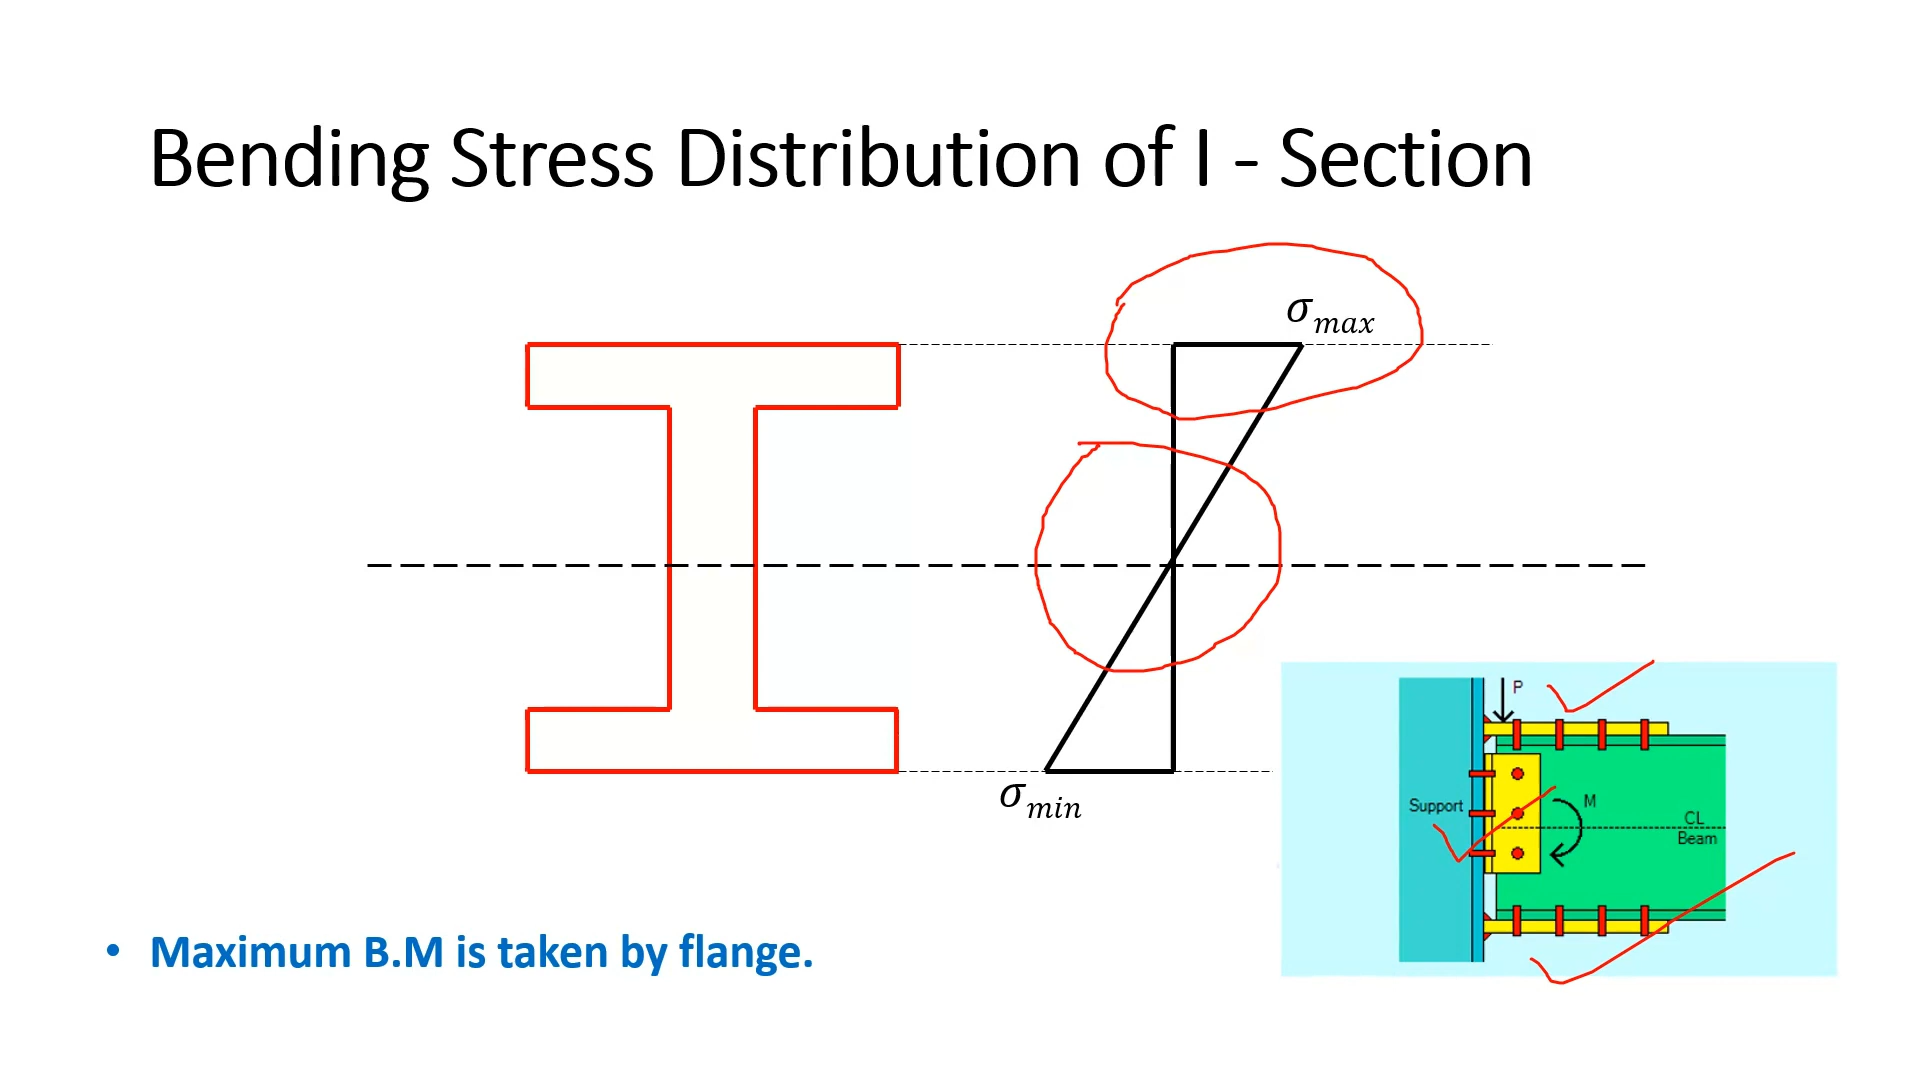 Bending Stress Distribution of I - Section
σmax
σmin
P
Support
M
CL
Beam
• Maximum B.M is taken by flange.